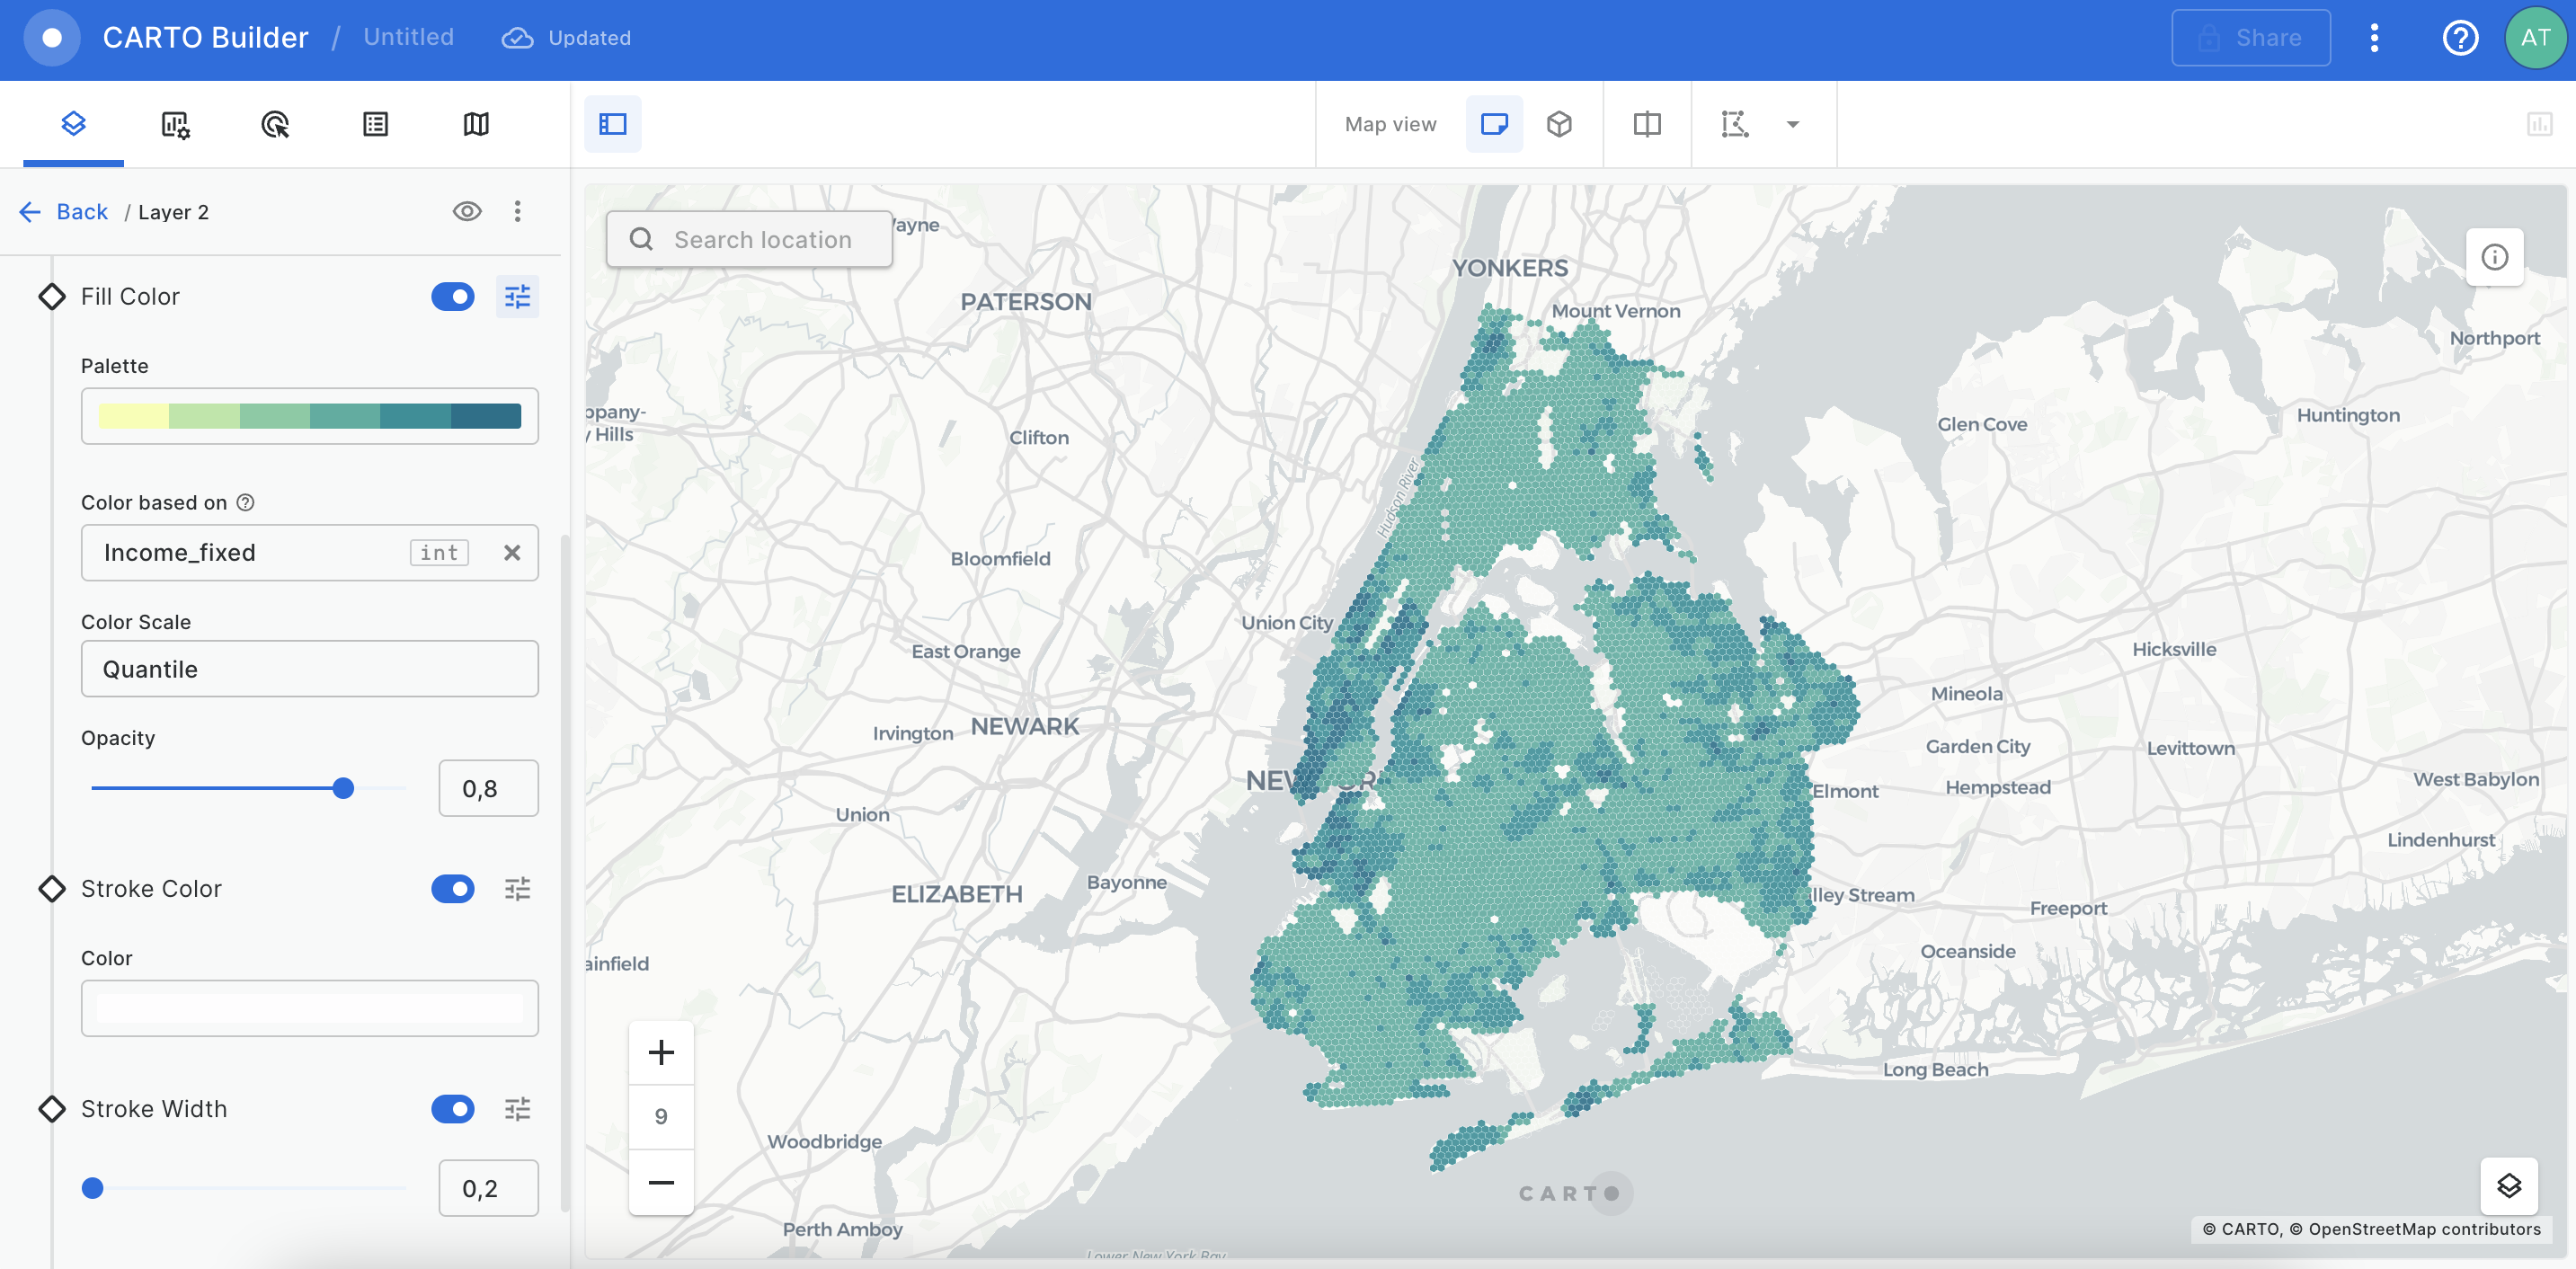 CARTO Builder / Untitled Updated
Share
AT
Map view
Back / Layer 2
Fill Color
Palette
Color based on
Income_fixed int
Color Scale
Quantile
Opacity
0,8
Stroke Color
Color
Stroke Width
0,2
Search location
ayne
YONKERS
PATERSON
Mount Vernon
Northport
ppany-
y Hills
Clifton
Glen Cove
Huntington
Hudson River
Bloomfield
Union City
East Orange
Hicksville
Mineola
Irvington
NEWARK
Garden City
Levittown
NEW
OR
Elmont
Hempstead
West Babylon
Union
Lindenhurst
ELIZABETH
Bayonne
lley Stream
Freeport
Oceanside
ainfield
Long Beach
9
Woodbridge
CARTO
Perth Amboy
Lower New York Bay
© CARTO, © OpenStreetMap contributors